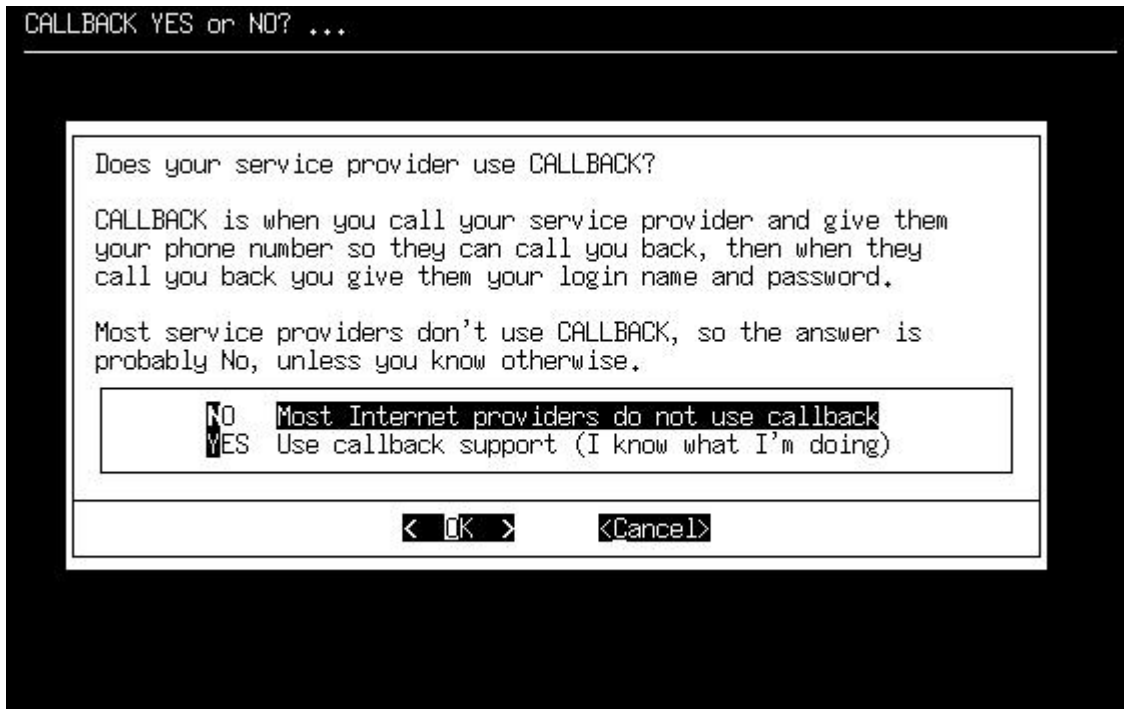 CALLBACK YES or NO? ...
Does your service provider use CALLBACK?
CALLBACK is when you call your service provider and give them
your phone number so they can call you back, then when they
call you back you give them your login name and password.
Most service providers don't use CALLBACK, so the answer is
probably No, unless you know otherwise.
NO Most Internet providers do not use callback
YES Use callback support (I know what I'm doing)
< OK > <Cancel>